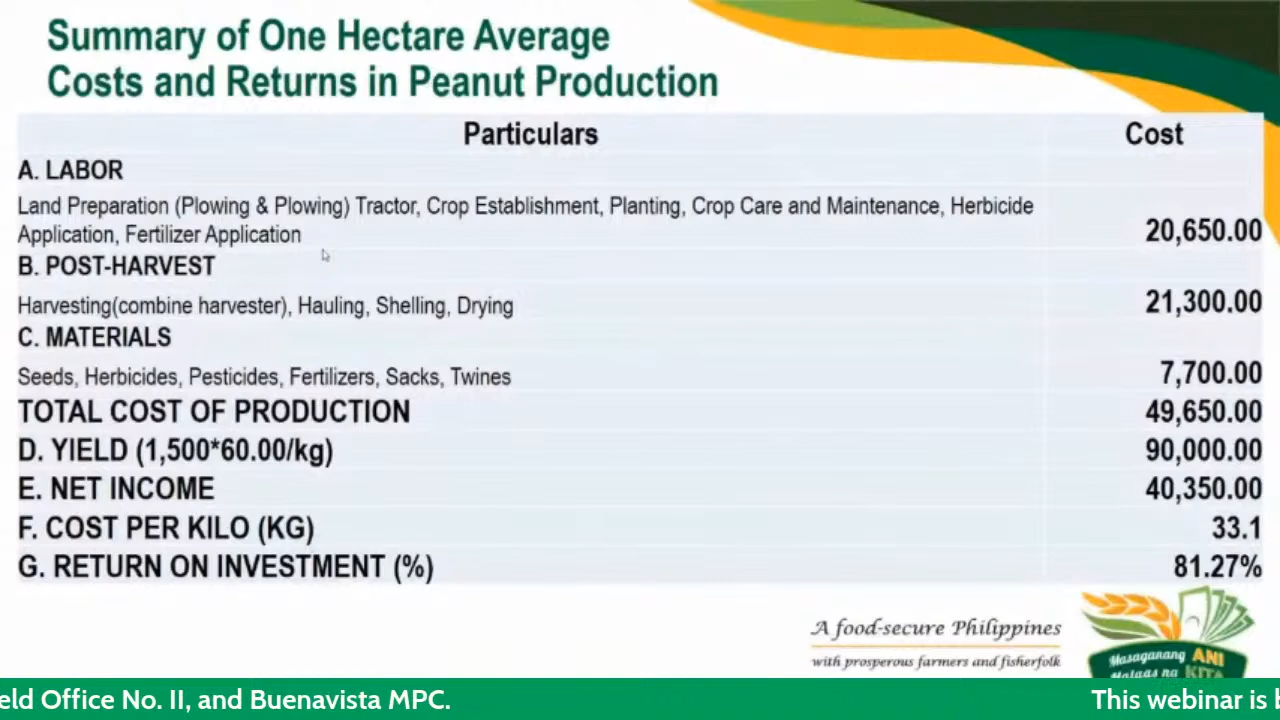 Summary of One Hectare Average
Costs and Returns in Peanut Production
Particulars Cost
A. LABOR
Land Preparation (Plowing & Plowing) Tractor, Crop Establishment, Planting, Crop Care and Maintenance, Herbicide
Application, Fertilizer Application 20,650.00
B. POST-HARVEST
Harvesting(combine harvester), Hauling, Shelling, Drying 21,300.00
C. MATERIALS
Seeds, Herbicides, Pesticides, Fertilizers, Sacks, Twines 7,700.00
TOTAL COST OF PRODUCTION 49,650.00
D. YIELD (1,500*60.00/kg) 90,000.00
E. NET INCOME 40,350.00
F. COST PER KILO (KG) 33.1
G. RETURN ON INVESTMENT (%) 81.27%
A food-secure Philippines
with prosperous farmers and fisherfolk
Masaganang ANI
Mataas na KITA
eld Office No. II, and Buenavista MPC. This webinar is b